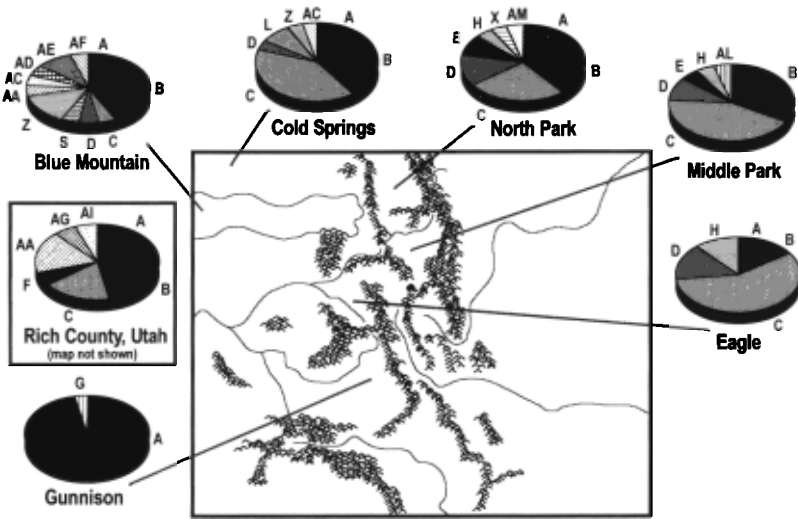 AD AE AF A
AC
AA
Z
S D C
B
Blue Mountain
L Z AC A
D
C
B
Cold Springs
E H X AM A
D
C
B
North Park
E H AL
D
C
B
Middle Park
AG AI A
AA
F
C
B
Rich County, Utah
(map not shown)
D H A B
C
Eagle
G
A
Gunnison